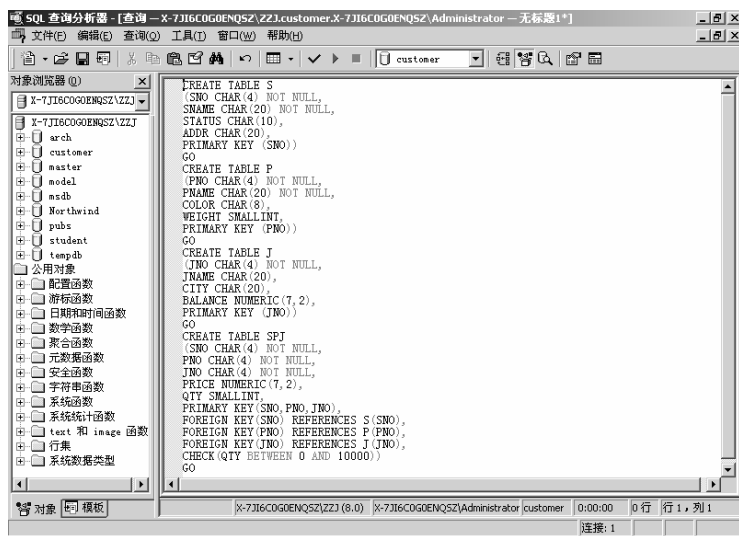 SQL 查询分析器 - [查询 — X-7JI6C0G0ENQSZ\ZZJ.customer.X-7JI6C0G0ENQSZ\Administrator — 无标题1*]
文件(F) 编辑(E) 查询(Q) 工具(T) 窗口(W) 帮助(H)
customer
对象浏览器(Q)
X-7JI6C0G0ENQSZ\ZZJ
X-7JI6C0G0ENQSZ\ZZJ
arch
customer
master
model
msdb
Northwind
pubs
student
tempdb
公用对象
配置函数
游标函数
日期和时间函数
数学函数
聚合函数
元数据函数
安全函数
字符串函数
系统函数
系统统计函数
text 和 image 函数
行集
系统数据类型
对象 模板
CREATE TABLE S
(SNO CHAR(4) NOT NULL,
SNAME CHAR(20) NOT NULL,
STATUS CHAR(10),
ADDR CHAR(20),
PRIMARY KEY (SNO))
GO
CREATE TABLE P
(PNO CHAR(4) NOT NULL,
PNAME CHAR(20) NOT NULL,
COLOR CHAR(8),
WEIGHT SMALLINT,
PRIMARY KEY (PNO))
GO
CREATE TABLE J
(JNO CHAR(4) NOT NULL,
JNAME CHAR(20),
CITY CHAR(20),
BALANCE NUMERIC(7,2),
PRIMARY KEY (JNO))
GO
CREATE TABLE SPJ
(SNO CHAR(4) NOT NULL,
PNO CHAR(4) NOT NULL,
JNO CHAR(4) NOT NULL,
PRICE NUMERIC(7,2),
QTY SMALLINT,
PRIMARY KEY(SNO,PNO,JNO),
FOREIGN KEY(SNO) REFERENCES S(SNO),
FOREIGN KEY(PNO) REFERENCES P(PNO),
FOREIGN KEY(JNO) REFERENCES J(JNO),
CHECK(QTY BETWEEN 0 AND 10000))
GO
X-7JI6C0G0ENQSZ\ZZJ (8.0) X-7JI6C0G0ENQSZ\Administrator customer 0:00:00 0 行 行 1，列 1
连接: 1